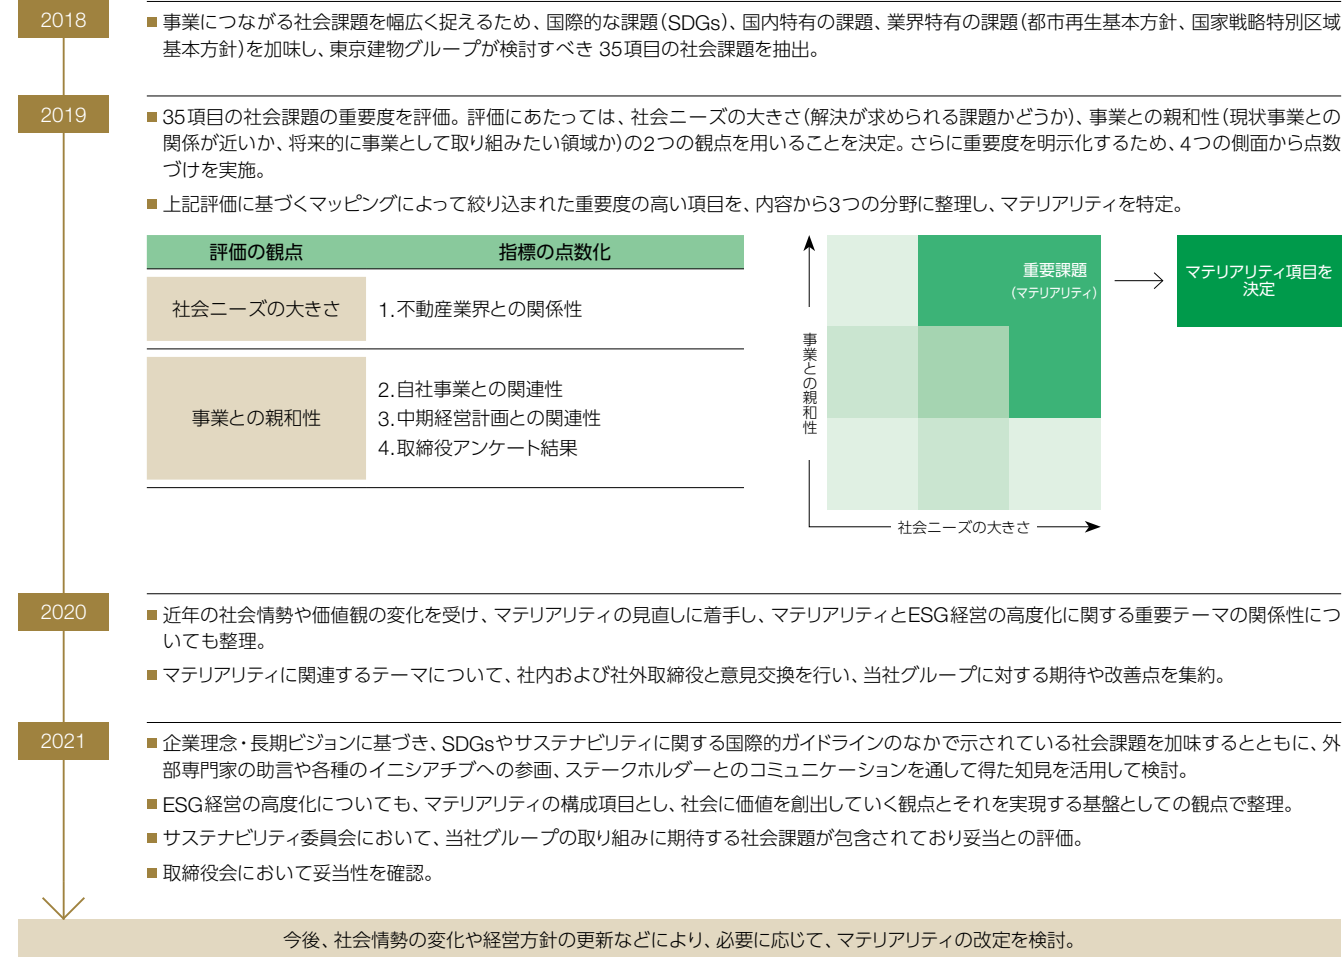 2018
■ 事業につながる社会課題を幅広く捉えるため、国際的な課題(SDGs)、国内特有の課題、業界特有の課題(都市再生基本方針、国家戦略特別区域
基本方針)を加味し、東京建物グループが検討すべき35項目の社会課題を抽出。
2019
■ 35項目の社会課題の重要度を評価。評価にあたっては、社会ニーズの大きさ(解決が求められる課題かどうか)、事業との親和性(現状事業との
関係が近いか、将来的に事業として取り組みたい領域か)の2つの観点を用いることを決定。さらに重要度を明示化するため、4つの側面から点数
づけを実施。
■ 上記評価に基づくマッピングによって絞り込まれた重要度の高い項目を、内容から3つの分野に整理し、マテリアリティを特定。
評価の観点 指標の点数化
社会ニーズの大きさ 1.不動産業界との関係性
事業との親和性
2.自社事業との関連性
3.中期経営計画との関連性
4.取締役アンケート結果
事業との親和性
重要課題
(マテリアリティ)
社会ニーズの大きさ
マテリアリティ項目を
決定
2020
■ 近年の社会情勢や価値観の変化を受け、マテリアリティの見直しに着手し、マテリアリティとESG経営の高度化に関する重要テーマの関係性につ
いても整理。
■ マテリアリティに関連するテーマについて、社内および社外取締役と意見交換を行い、当社グループに対する期待や改善点を集約。
2021
■ 企業理念・長期ビジョンに基づき、SDGsやサステナビリティに関する国際的ガイドラインのなかで示されている社会課題を加味するとともに、外
部専門家の助言や各種のイニシアチブへの参画、ステークホルダーとのコミュニケーションを通して得た知見を活用して検討。
■ ESG経営の高度化についても、マテリアリティの構成項目とし、社会に価値を創出していく観点とそれを実現する基盤としての観点で整理。
■ サステナビリティ委員会において、当社グループの取り組みに期待する社会課題が包含されており妥当との評価。
■ 取締役会において妥当性を確認。
今後、社会情勢の変化や経営方針の更新などにより、必要に応じて、マテリアリティの改定を検討。